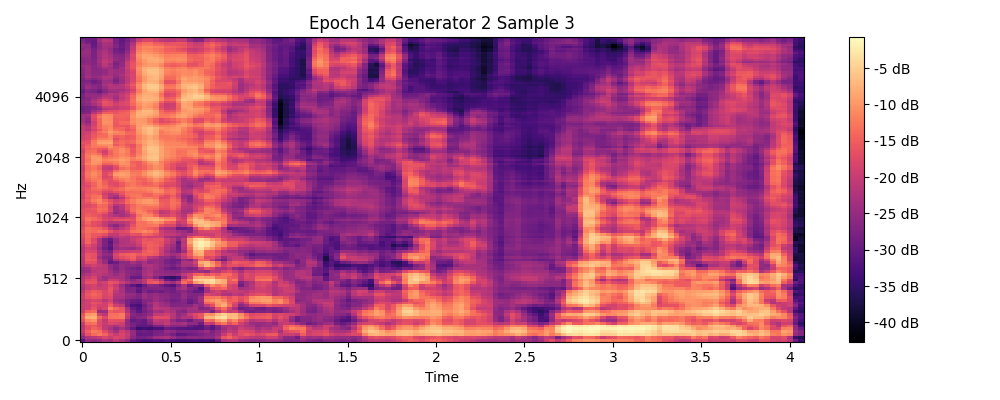 Epoch 14 Generator 2 Sample 3
Hz
4096
2048
1024
512
0
0 0.5 1 1.5 2 2.5 3 3.5 4
Time
-5 dB
-10 dB
-15 dB
-20 dB
-25 dB
-30 dB
-35 dB
-40 dB